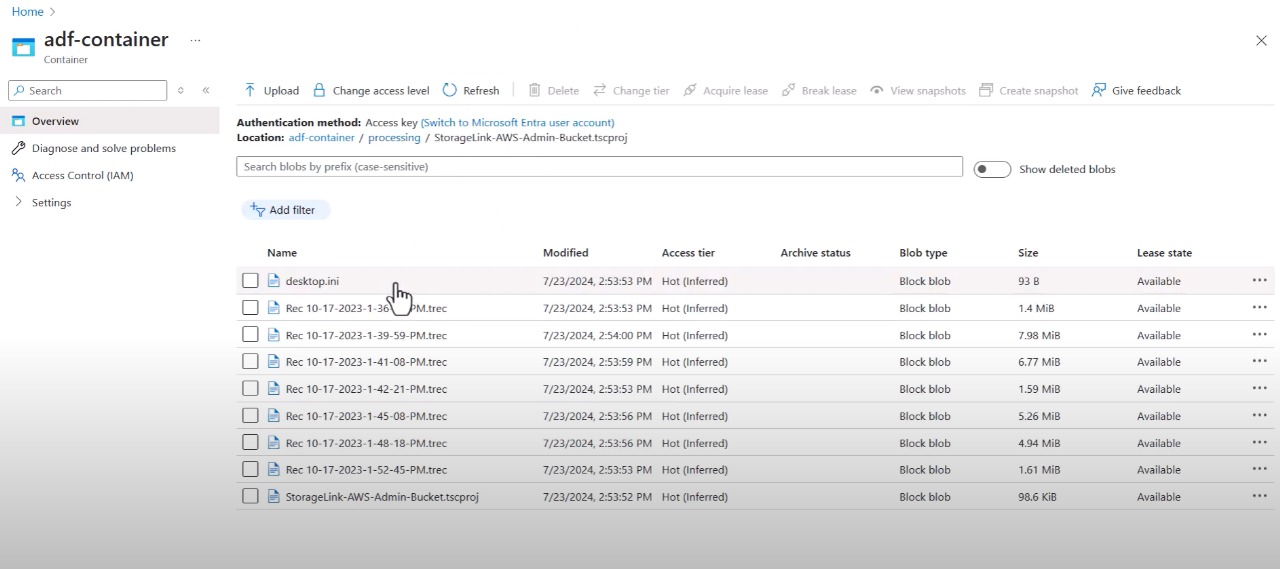 Home >
adf-container ...
Container
Search
Overview
Diagnose and solve problems
Access Control (IAM)
Settings
Upload Change access level Refresh Delete Change tier Acquire lease Break lease View snapshots Create snapshot Give feedback
Authentication method: Access key (Switch to Microsoft Entra user account)
Location: adf-container / processing / StorageLink-AWS-Admin-Bucket.tscproj
Search blobs by prefix (case-sensitive)
Show deleted blobs
Add filter
Name Modified Access tier Archive status Blob type Size Lease state
desktop.ini 7/23/2024, 2:53:53 PM Hot (Inferred) Block blob 93 B Available
Rec 10-17-2023-1-36 PM.trec 7/23/2024, 2:53:53 PM Hot (Inferred) Block blob 1.4 MiB Available
Rec 10-17-2023-1-39-59-PM.trec 7/23/2024, 2:54:00 PM Hot (Inferred) Block blob 7.98 MiB Available
Rec 10-17-2023-1-41-08-PM.trec 7/23/2024, 2:53:59 PM Hot (Inferred) Block blob 6.77 MiB Available
Rec 10-17-2023-1-42-21-PM.trec 7/23/2024, 2:53:53 PM Hot (Inferred) Block blob 1.59 MiB Available
Rec 10-17-2023-1-45-08-PM.trec 7/23/2024, 2:53:56 PM Hot (Inferred) Block blob 5.26 MiB Available
Rec 10-17-2023-1-48-18-PM.trec 7/23/2024, 2:53:56 PM Hot (Inferred) Block blob 4.94 MiB Available
Rec 10-17-2023-1-52-45-PM.trec 7/23/2024, 2:53:53 PM Hot (Inferred) Block blob 1.61 MiB Available
StorageLink-AWS-Admin-Bucket.tscproj 7/23/2024, 2:53:52 PM Hot (Inferred) Block blob 98.6 KiB Available